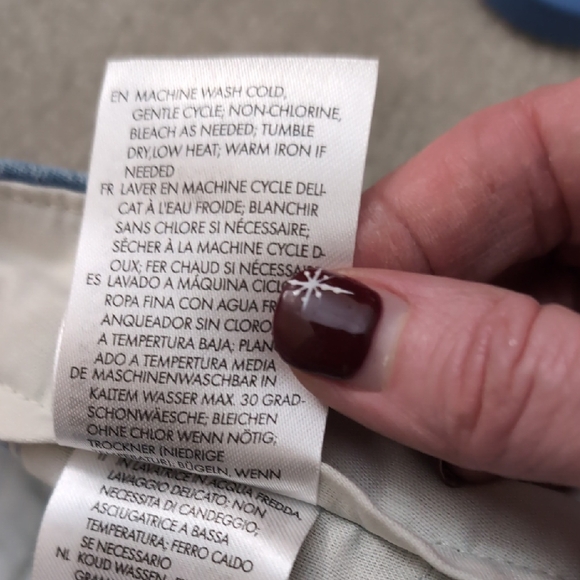 EN MACHINE WASH COLD,
GENTLE CYCLE; NON-CHLORINE,
BLEACH AS NEEDED; TUMBLE
DRY,LOW HEAT; WARM IRON IF
NEEDED
FR LAVER EN MACHINE CYCLE DELI-
CAT À L'EAU FROIDE; BLANCHIR
SANS CHLORE SI NÉCESSAIRE;
SÉCHER À LA MACHINE CYCLE D-
OUX; FER CHAUD SI NÉCESSA
ES LAVADO A MÁQUINA CICL
ROPA FINA CON AGUA FR
ANQUEADOR SIN CLORO
A TEMPERTURA BAJA; PLAN
ADO A TEMPERTURA MEDIA
DE MASCHINENWASCHBAR IN
KALTEM WASSER MAX. 30 GRAD-
SCHONWÄESCHE; BLEICHEN
OHNE CHLOR WENN NÖTIG;
TROCKNER (NIEDRIGE
BÜGELN, WENN
IN LAVATRICE IN ACQUA FREDDA,
LAVAGGIO DELICATO; NON
NECESSITA DI CANDEGGIO;
ASCIUGATRICE A BASSA
TEMPERATURA; FERRO CALDO
SE NECESSARIO
NL KOUD WASSEN,